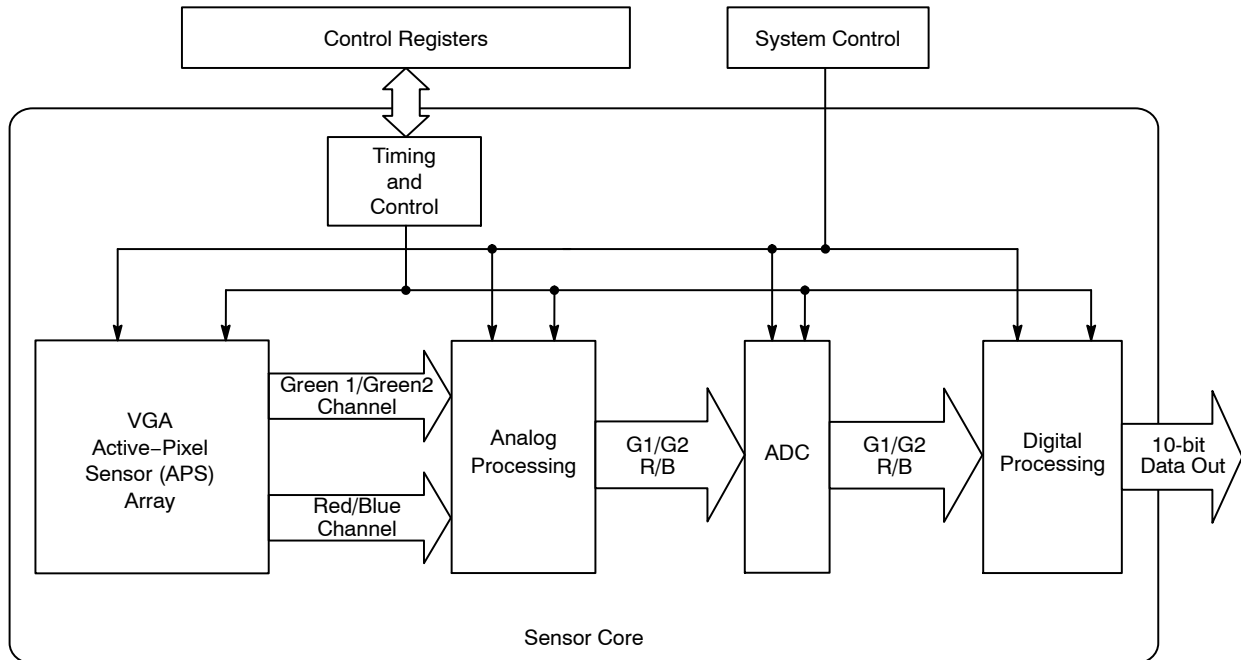 Control Registers
System Control
Timing
and
Control
VGA
Active−Pixel
Sensor (APS)
Array
Green 1/Green2
Channel
Red/Blue
Channel
Analog
Processing
G1/G2
R/B
ADC
G1/G2
R/B
Digital
Processing
10-bit
Data Out
Sensor Core